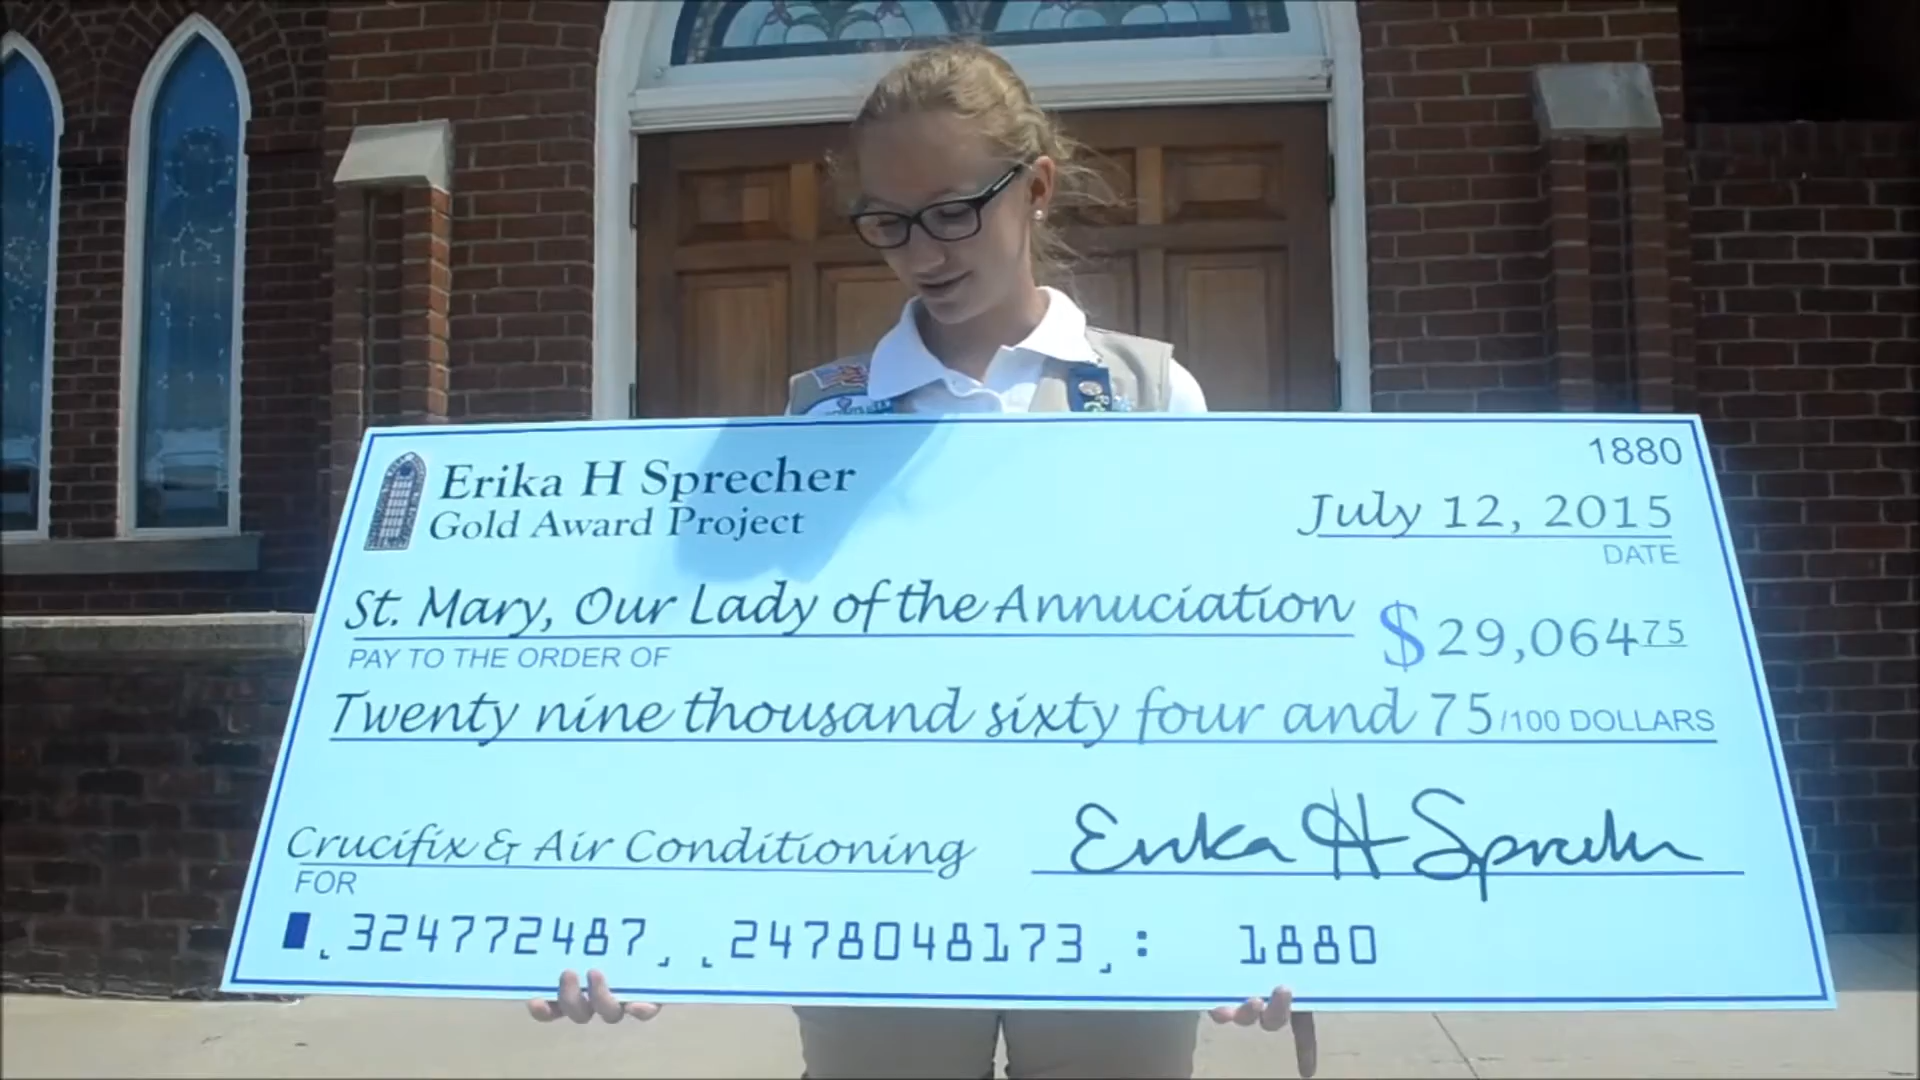 Erika H Sprecher
Gold Award Project
1880
July 12, 2015
DATE
St. Mary, Our Lady of the Annuciation
$29,064 75
PAY TO THE ORDER OF
Twenty nine thousand sixty four and 75/100 DOLLARS
Crucifix & Air Conditioning
Erika H Sprecher
FOR
324772487 2478048173 : 1880